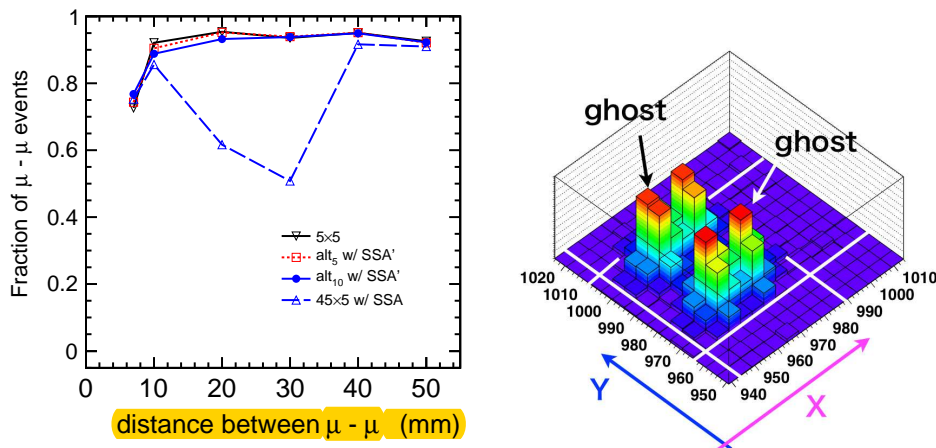 Fraction of μ - μ events
1
0.8
0.6
0.4
0.2
0
0 10 20 30 40 50
distance between μ - μ (mm)
5×5
alt₅ w/ SSA'
alt₁₀ w/ SSA'
45×5 w/ SSA
ghost
ghost
1020
1010
1000
990
980
970
960
950
940
1010
1000
990
980
970
960
950
940
Y
X